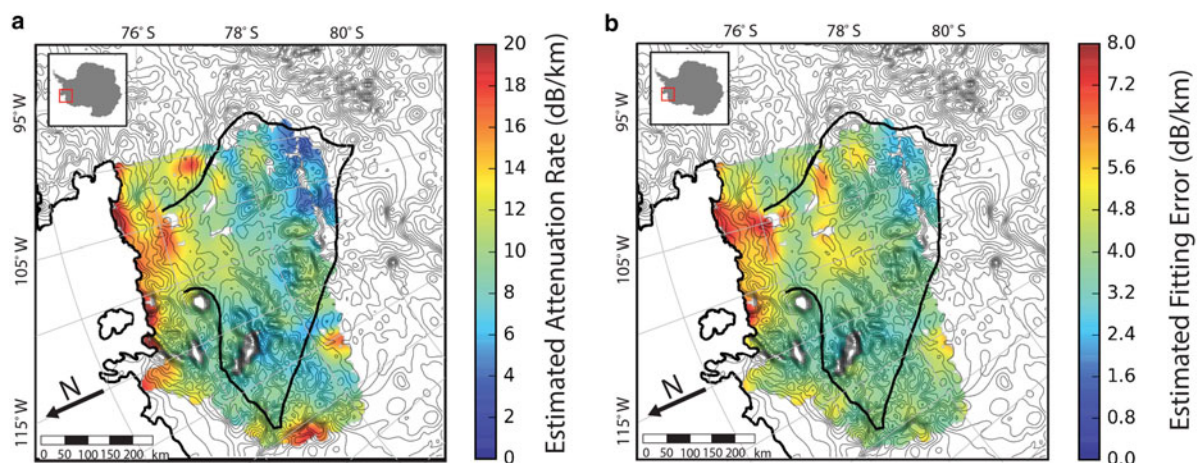 a
76° S
78° S
80° S
95° W
105° W
115° W
N
0 50 100 150 200 km
20
18
16
14
12
10
8
6
4
2
0
Estimated Attenuation Rate (dB/km)
b
76° S
78° S
80° S
95° W
105° W
115° W
N
0 50 100 150 200 km
8.0
7.2
6.4
5.6
4.8
4.0
3.2
2.4
1.6
0.8
0.0
Estimated Fitting Error (dB/km)